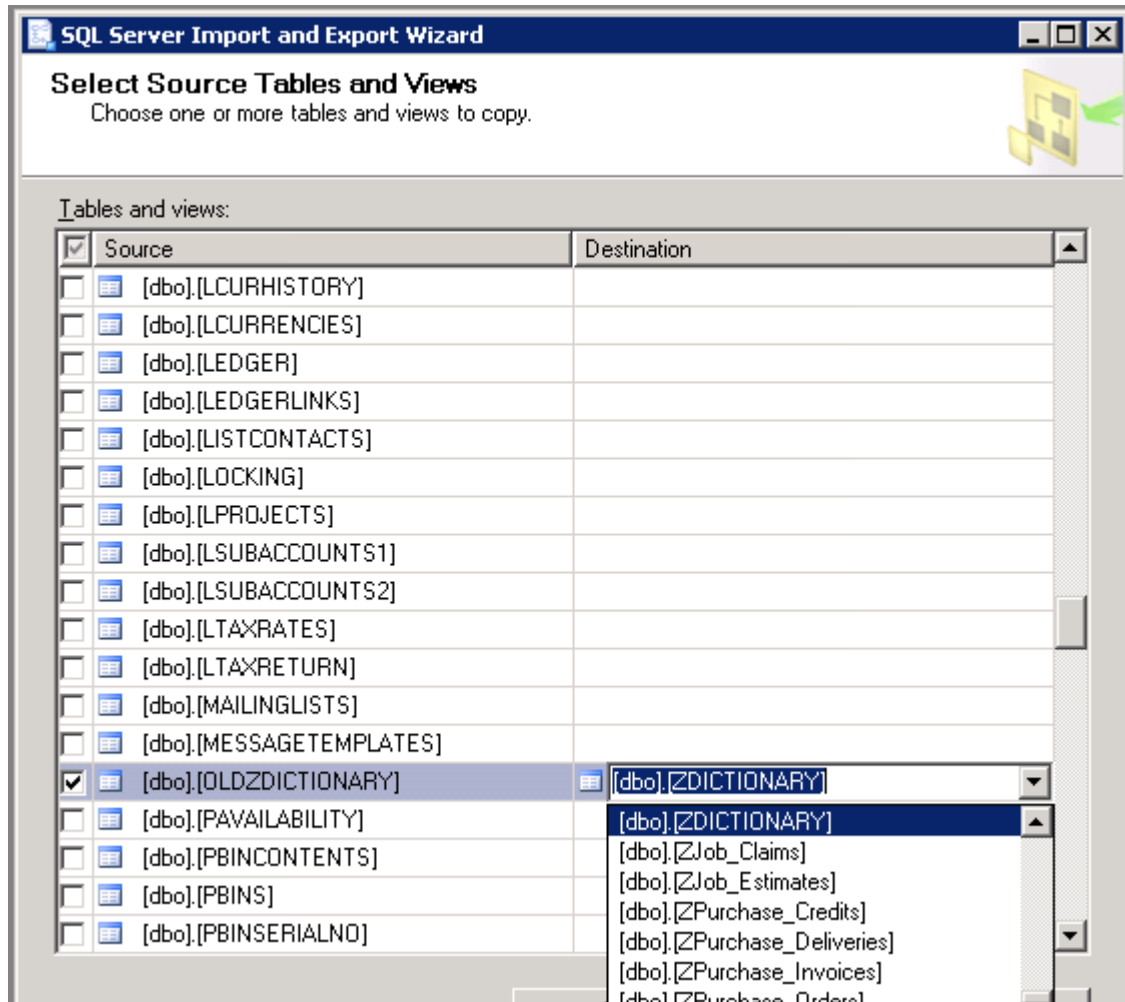 SQL Server Import and Export Wizard
Select Source Tables and Views
Choose one or more tables and views to copy.
Tables and views:
Source Destination
[dbo].[LCURHISTORY]
[dbo].[LCURRENCIES]
[dbo].[LEDGER]
[dbo].[LEDGERLINKS]
[dbo].[LISTCONTACTS]
[dbo].[LOCKING]
[dbo].[LPROJECTS]
[dbo].[LSUBACCOUNTS1]
[dbo].[LSUBACCOUNTS2]
[dbo].[LTAXRATES]
[dbo].[LTAXRETURN]
[dbo].[MAILINGLISTS]
[dbo].[MESSAGETEMPLATES]
[dbo].[OLDZDICTIONARY] [dbo].[ZDICTIONARY]
[dbo].[PAVAILABILITY] [dbo].[ZDICTIONARY]
[dbo].[PBINCONTENTS] [dbo].[ZJob_Claims]
[dbo].[ZJob_Estimates]
[dbo].[PBINS] [dbo].[ZPurchase_Credits]
[dbo].[PBINSERIALNO] [dbo].[ZPurchase_Deliveries]
[dbo].[ZPurchase_Invoices]
[dbo].[ZPurchase_Orders]